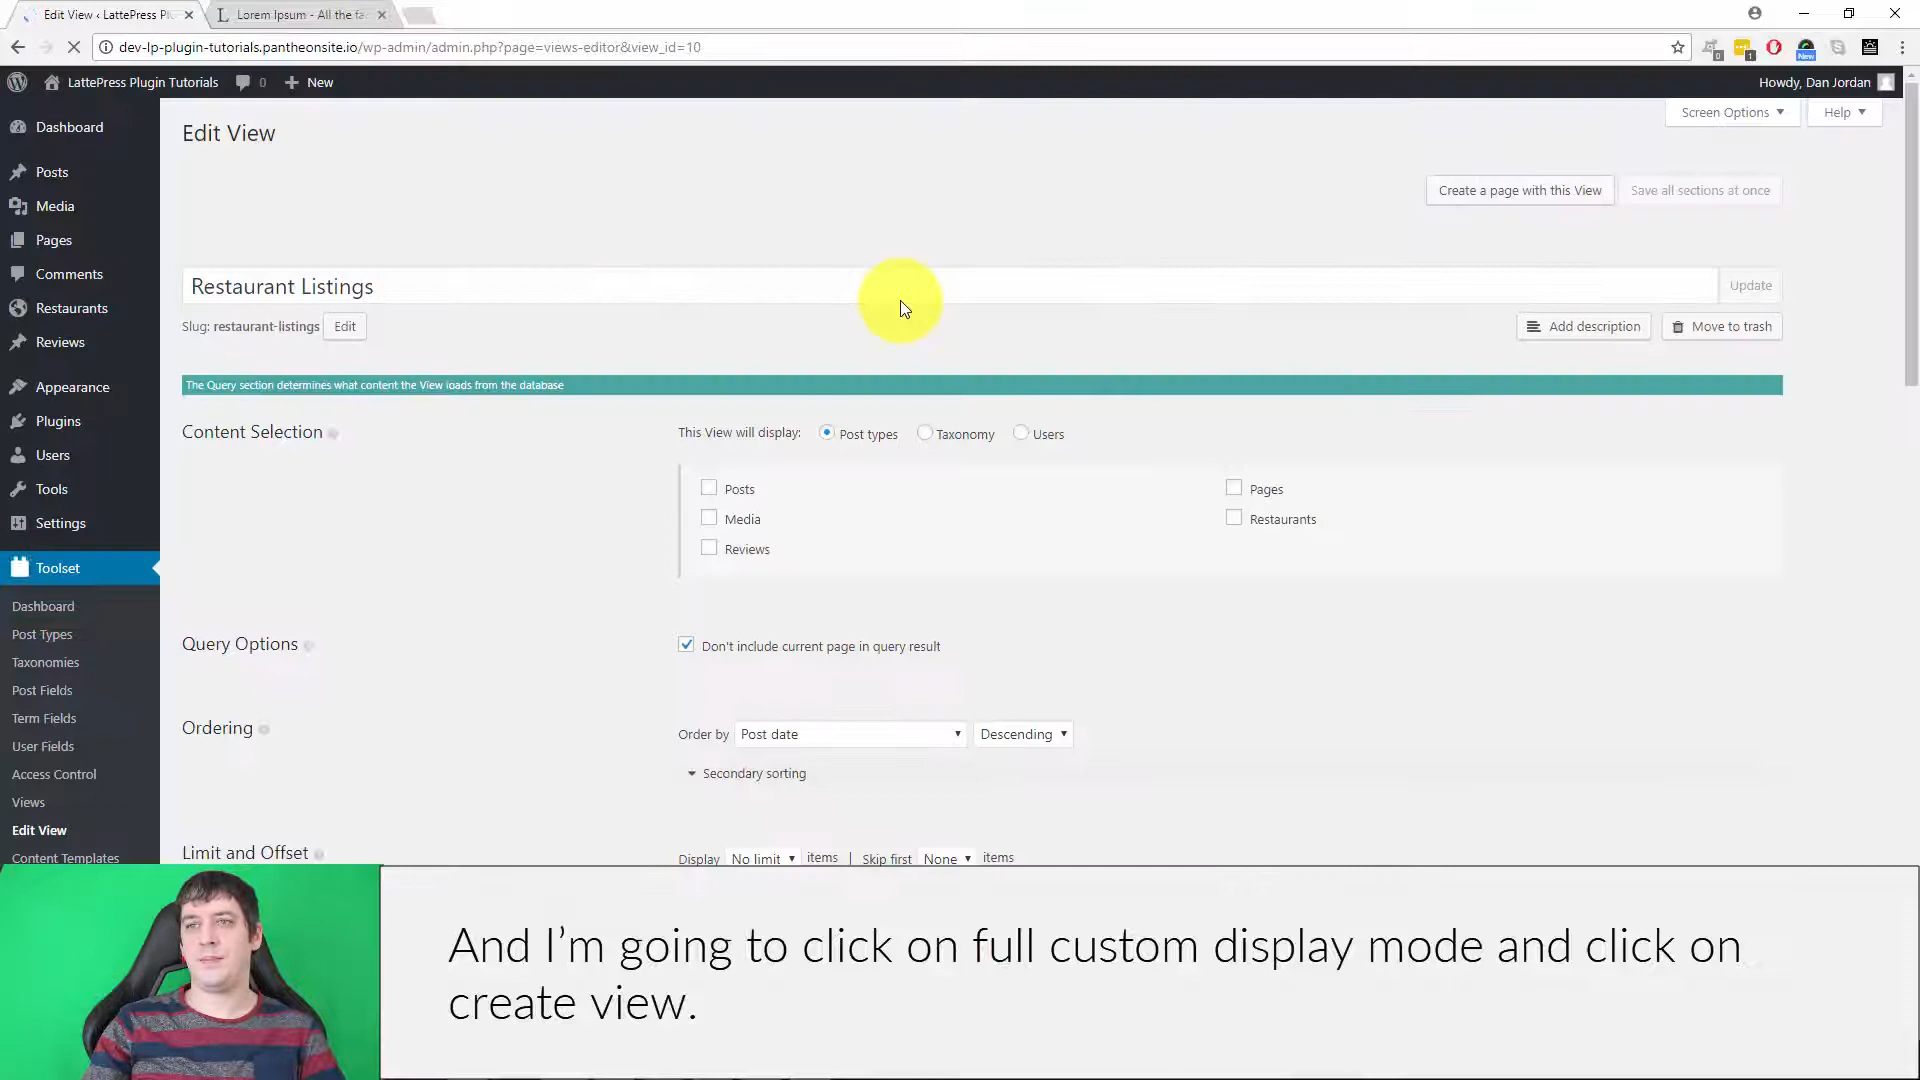 Edit View ‹ LattePress Pl
Lorem Ipsum - All the fa
dev-lp-plugin-tutorials.pantheonsite.io/wp-admin/admin.php?page=views-editor&view_id=10
0
1
New
LattePress Plugin Tutorials
0
New
Howdy, Dan Jordan
Dashboard
Posts
Media
Pages
Comments
Restaurants
Reviews
Appearance
Plugins
Users
Tools
Settings
Toolset
Dashboard
Post Types
Taxonomies
Post Fields
Term Fields
User Fields
Access Control
Views
Edit View
Content Templates
Screen Options
Help
Edit View
Create a page with this View
Save all sections at once
Restaurant Listings
Update
Slug: restaurant-listings
Edit
Add description
Move to trash
The Query section determines what content the View loads from the database
Content Selection
This View will display:
Post types
Taxonomy
Users
Posts
Pages
Media
Restaurants
Reviews
Query Options
Don't include current page in query result
Ordering
Order by
Post date
Descending
Secondary sorting
Limit and Offset
Display No limit items | Skip first None items
And I’m going to click on full custom display mode and click on
create view.